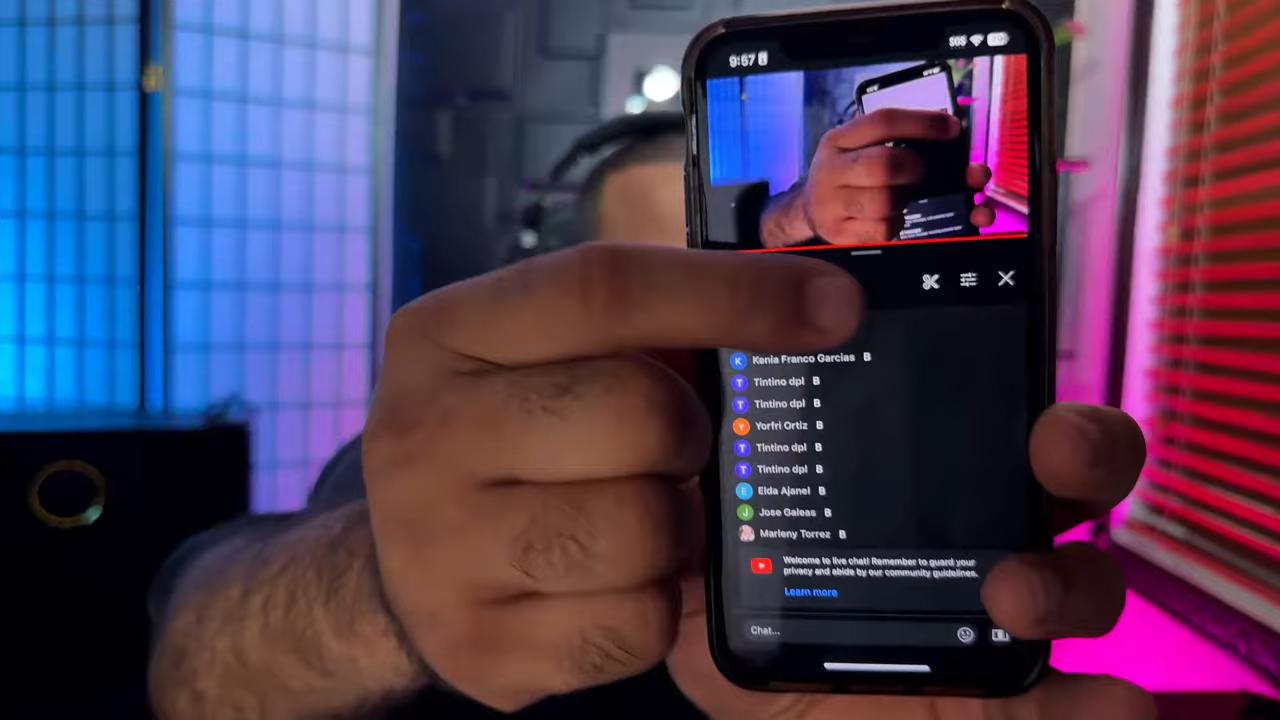 9:57
SOS
K Kenia Franco Garcias B
T Tintino dpl B
T Tintino dpl B
Y Yorfri Ortiz B
T Tintino dpl B
T Tintino dpl B
E Elda Ajanel B
J Jose Galeas B
Marleny Torrez B
Welcome to live chat! Remember to guard your
privacy and abide by our community guidelines.
Learn more
Chat...